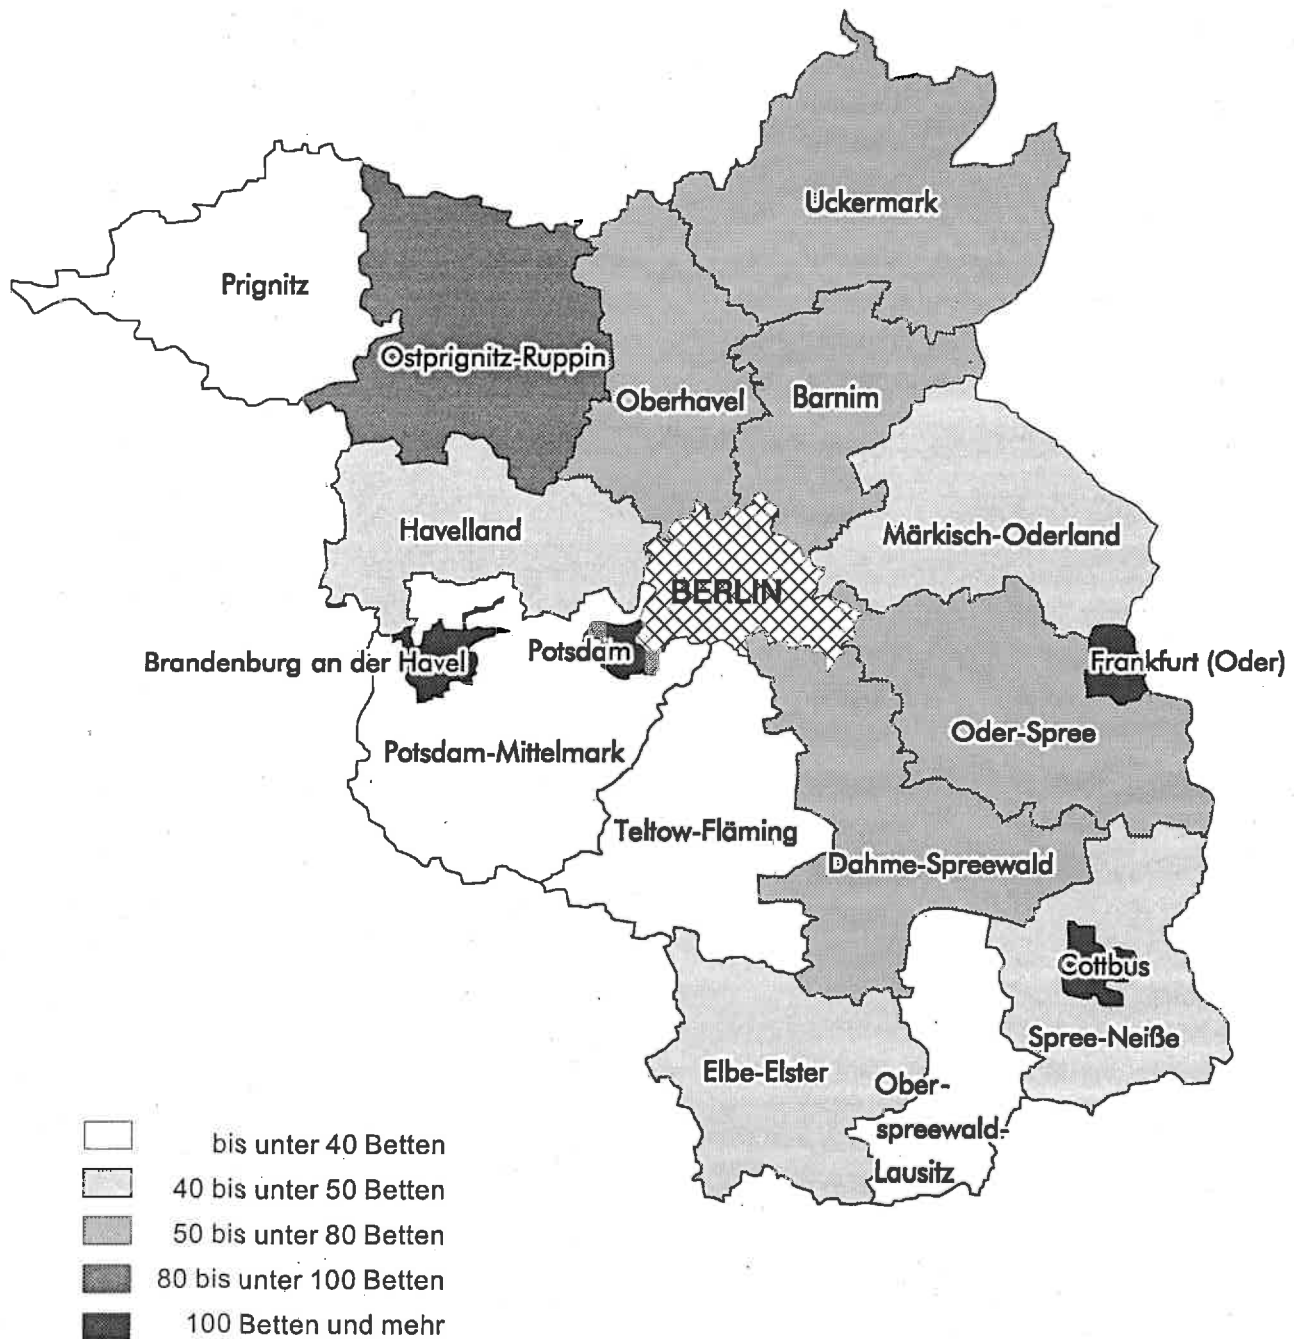 Uckermark
Prignitz
Ostprignitz-Ruppin
Oberhavel
Barnim
Havelland
Märkisch-Oderland
BERLIN
Brandenburg an der Havel
Potsdam
Frankfurt (Oder)
Potsdam-Mittelmark
Oder-Spree
Teltow-Fläming
Dahme-Spreewald
Cottbus
Spree-Neiße
Elbe-Elster
Ober-
spreewald-
Lausitz
bis unter 40 Betten
40 bis unter 50 Betten
50 bis unter 80 Betten
80 bis unter 100 Betten
100 Betten und mehr